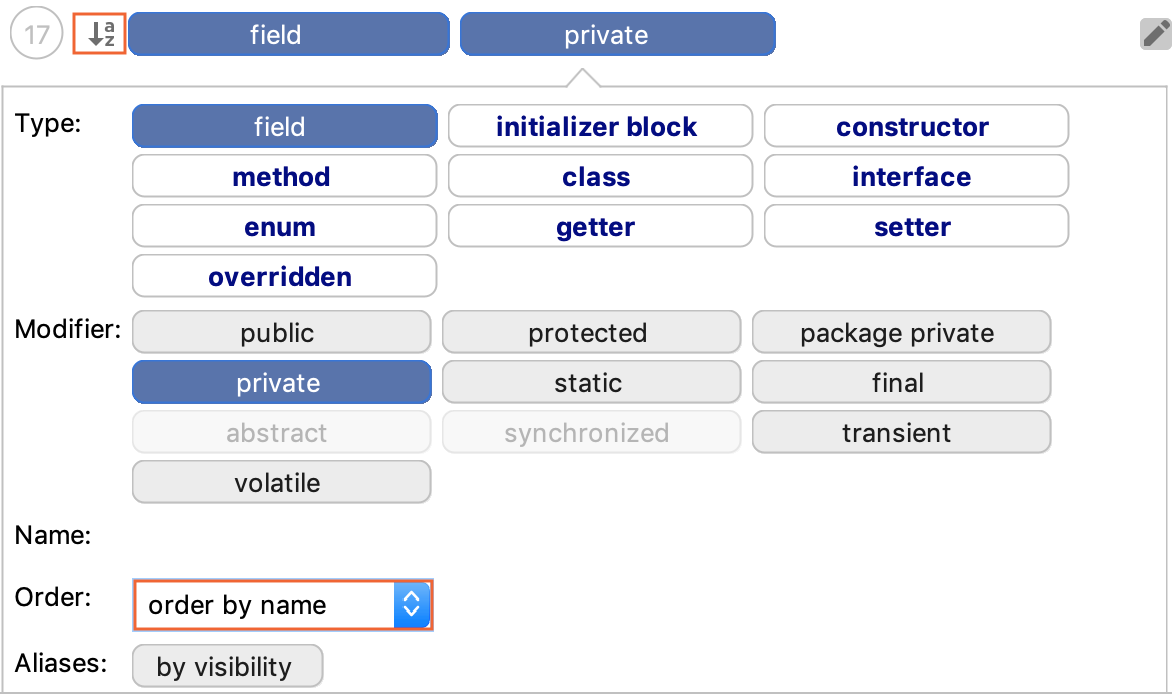 17 a z field private
Type: field initializer block constructor
method class interface
enum getter setter
overridden
Modifier: public protected package private
private static final
abstract synchronized transient
volatile
Name:
Order: order by name
Aliases: by visibility